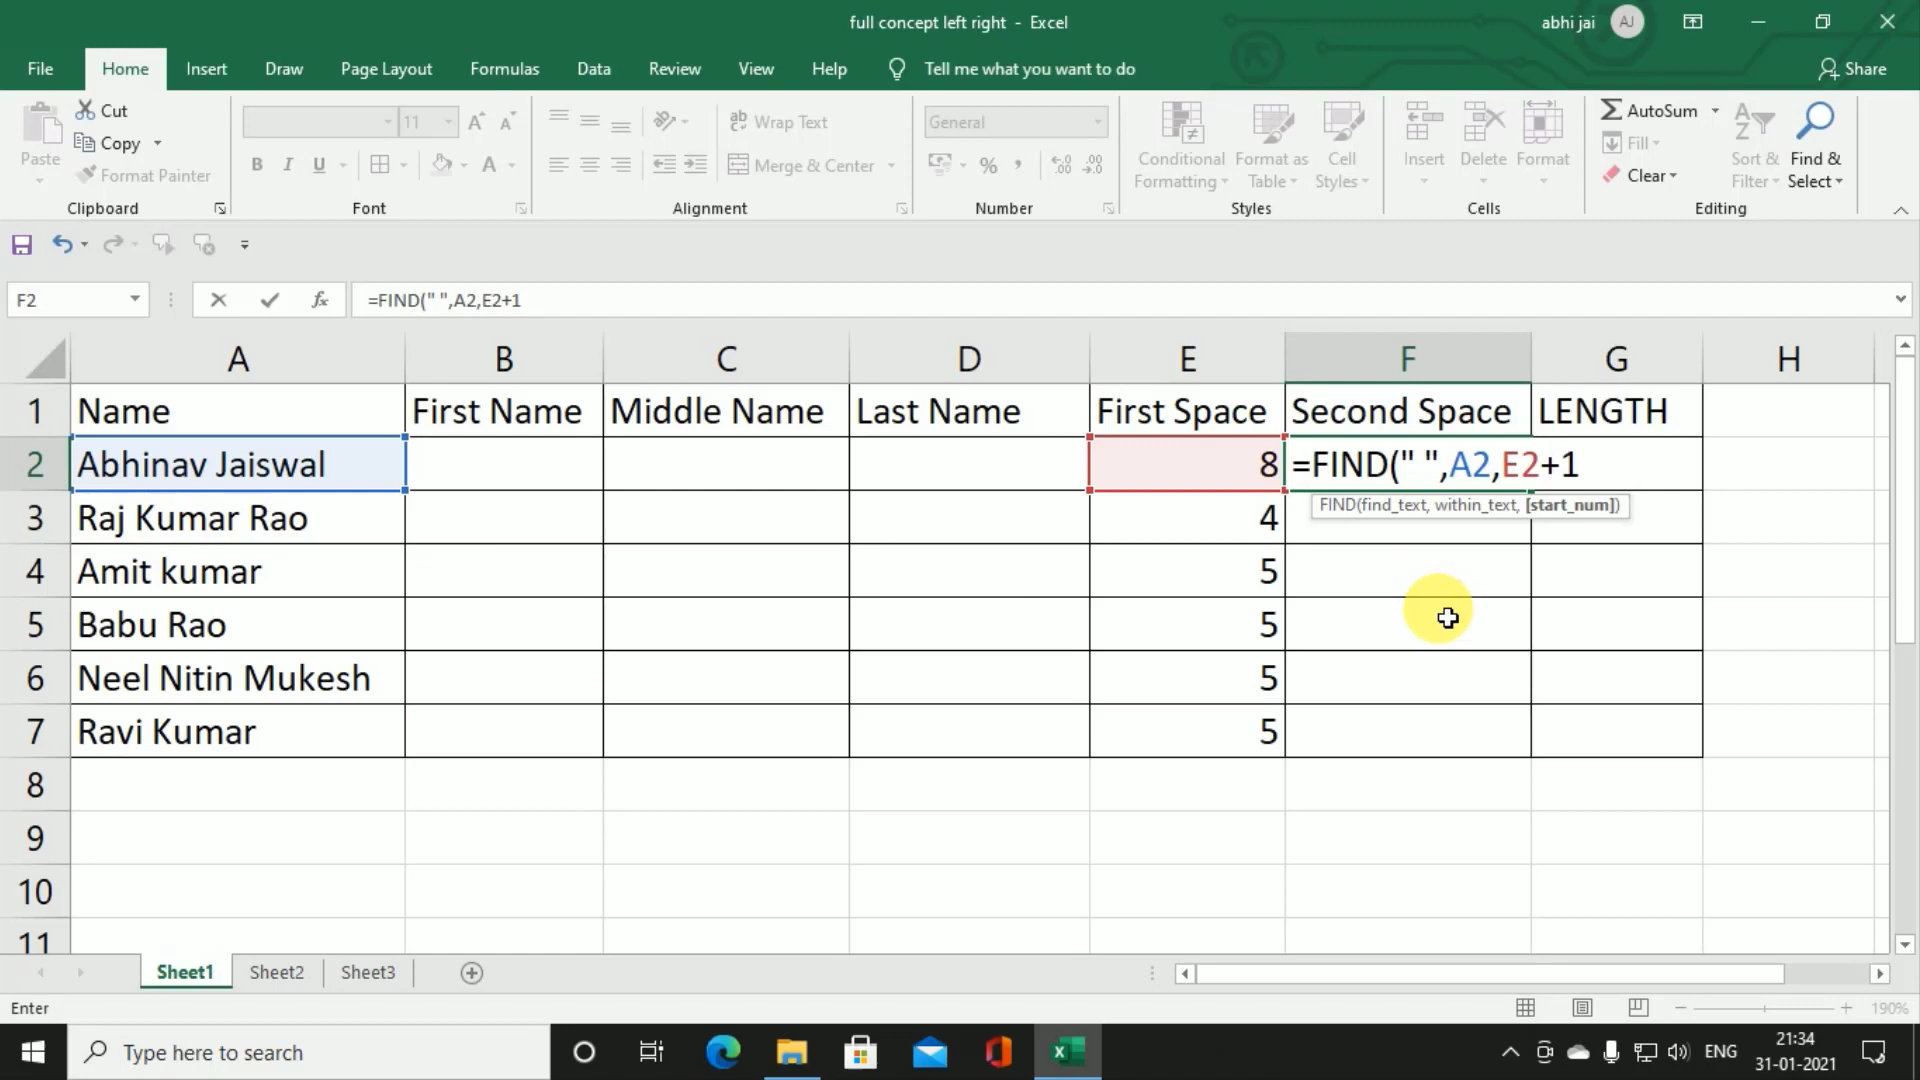 full concept left right - Excel
abhi jai AJ
File Home Insert Draw Page Layout Formulas Data Review View Help Tell me what you want to do Share
Paste
Cut
Copy
Format Painter
Clipboard
11
B I U
Font
Wrap Text
Merge & Center
Alignment
General
Number
Conditional Formatting
Format as Table
Cell Styles
Styles
Insert Delete Format
Cells
AutoSum
Fill
Clear
Sort & Filter
Find & Select
Editing
F2 fx =FIND(" ",A2,E2+1
A B C D E F G H
1 Name First Name Middle Name Last Name First Space Second Space LENGTH
2 Abhinav Jaiswal 8 =FIND(" ",A2,E2+1
FIND(find_text, within_text, [start_num])
3 Raj Kumar Rao 4
4 Amit kumar 5
5 Babu Rao 5
6 Neel Nitin Mukesh 5
7 Ravi Kumar 5
8
9
10
11
Sheet1 Sheet2 Sheet3
Enter 190%
Type here to search
ENG
21:34
31-01-2021